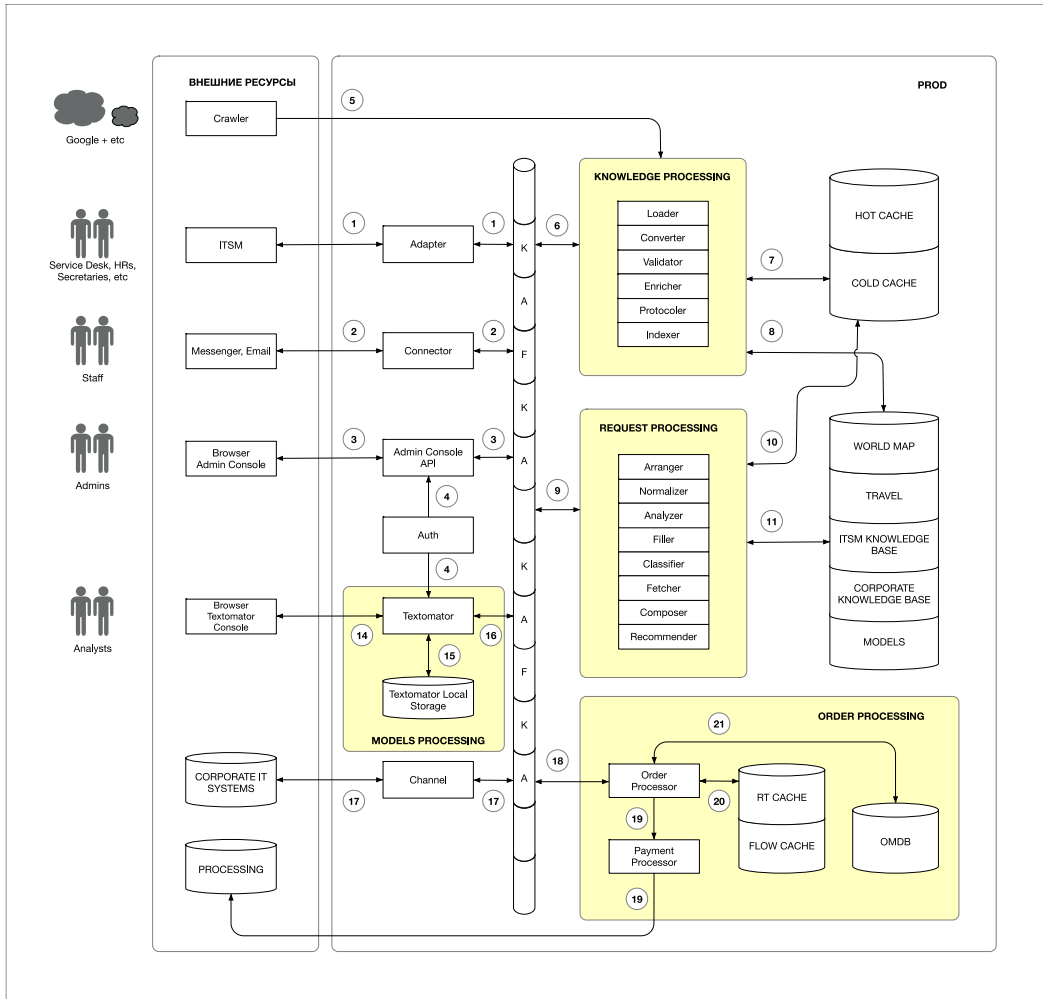 ВНЕШНИЕ РЕСУРСЫ
PROD
Google + etc
Crawler
5
KNOWLEDGE PROCESSING
Loader
Converter
Validator
Enricher
Protocoler
Indexer
HOT CACHE
COLD CACHE
Service Desk, HRs,
Secretaries, etc
ITSM
1
Adapter
1
6
7
8
Staff
Messenger, Email
2
Connector
2
Admins
Browser
Admin Console
3
Admin Console
API
3
4
Auth
4
K
A
F
K
A
K
A
F
K
A
9
REQUEST PROCESSING
Arranger
Normalizer
Analyzer
Filler
Classifier
Fetcher
Composer
Recommender
10
11
WORLD MAP
TRAVEL
ITSM KNOWLEDGE
BASE
CORPORATE
KNOWLEDGE BASE
MODELS
Analysts
Browser
Textomator
Console
14
Textomator
16
15
Textomator Local
Storage
MODELS PROCESSING
CORPORATE IT
SYSTEMS
17
Channel
17
18
ORDER PROCESSING
21
Order
Processor
20
RT CACHE
FLOW CACHE
OMDB
19
Payment
Processor
19
PROCESSING